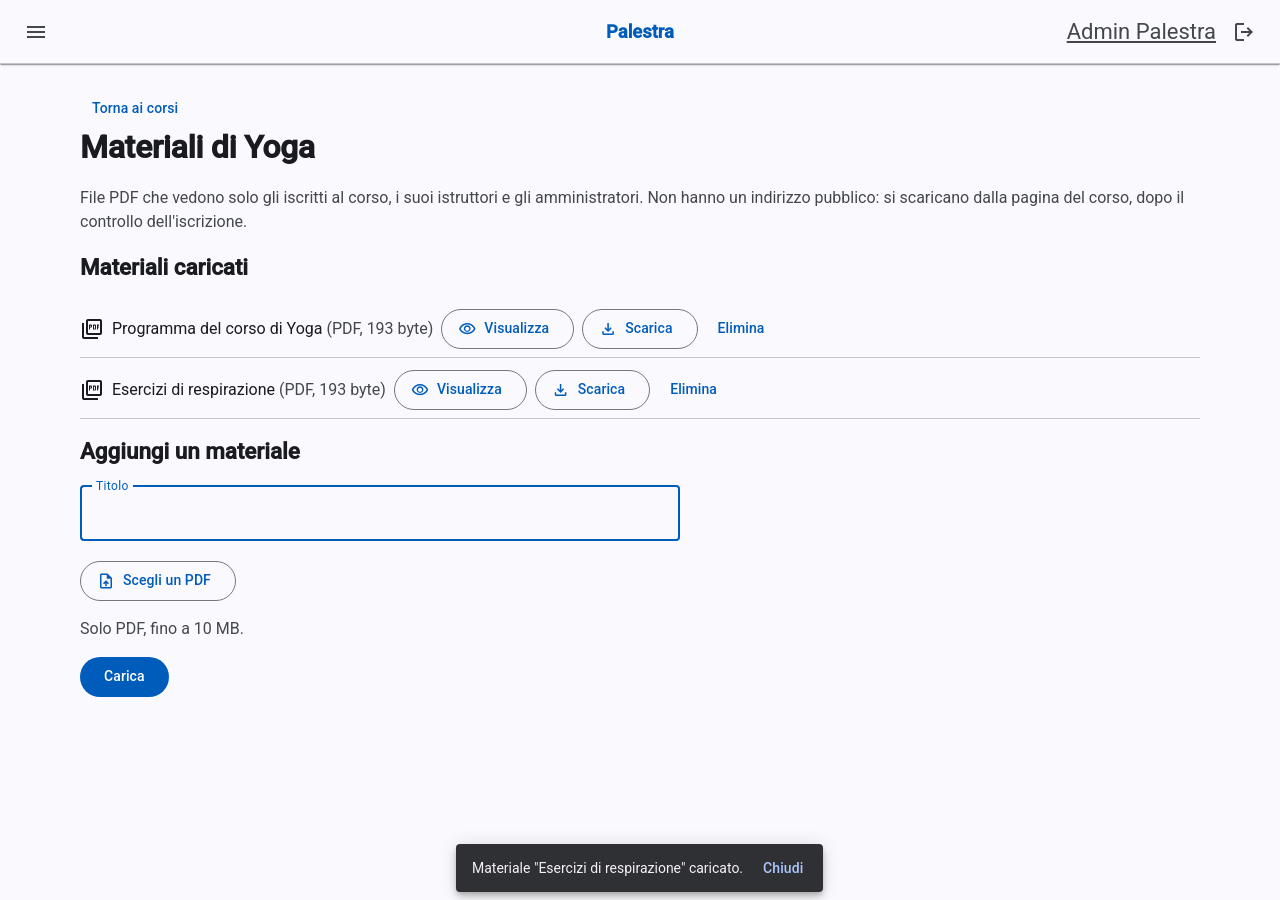 Palestra
Admin Palestra
Torna ai corsi
Materiali di Yoga
File PDF che vedono solo gli iscritti al corso, i suoi istruttori e gli amministratori. Non hanno un indirizzo pubblico: si scaricano dalla pagina del corso, dopo il
controllo dell'iscrizione.
Materiali caricati
PDF Programma del corso di Yoga (PDF, 193 byte) Visualizza Scarica Elimina
PDF Esercizi di respirazione (PDF, 193 byte) Visualizza Scarica Elimina
Aggiungi un materiale
Titolo
Scegli un PDF
Solo PDF, fino a 10 MB.
Carica
Materiale "Esercizi di respirazione" caricato. Chiudi